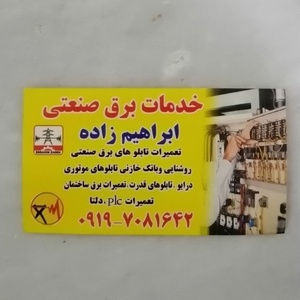 خدمات برق صنعتی
ابراهیم زاده
تعمیرات تابلو های برق صنعتی
روشنایی وبانک خازنی تابلوهای موتوری
درایو .تابلوهای قدرت.تعمیرات برق ساختمان
تعمیرات plc .دلتا
۰۹۱۹-۷۰۸۱۶۴۲